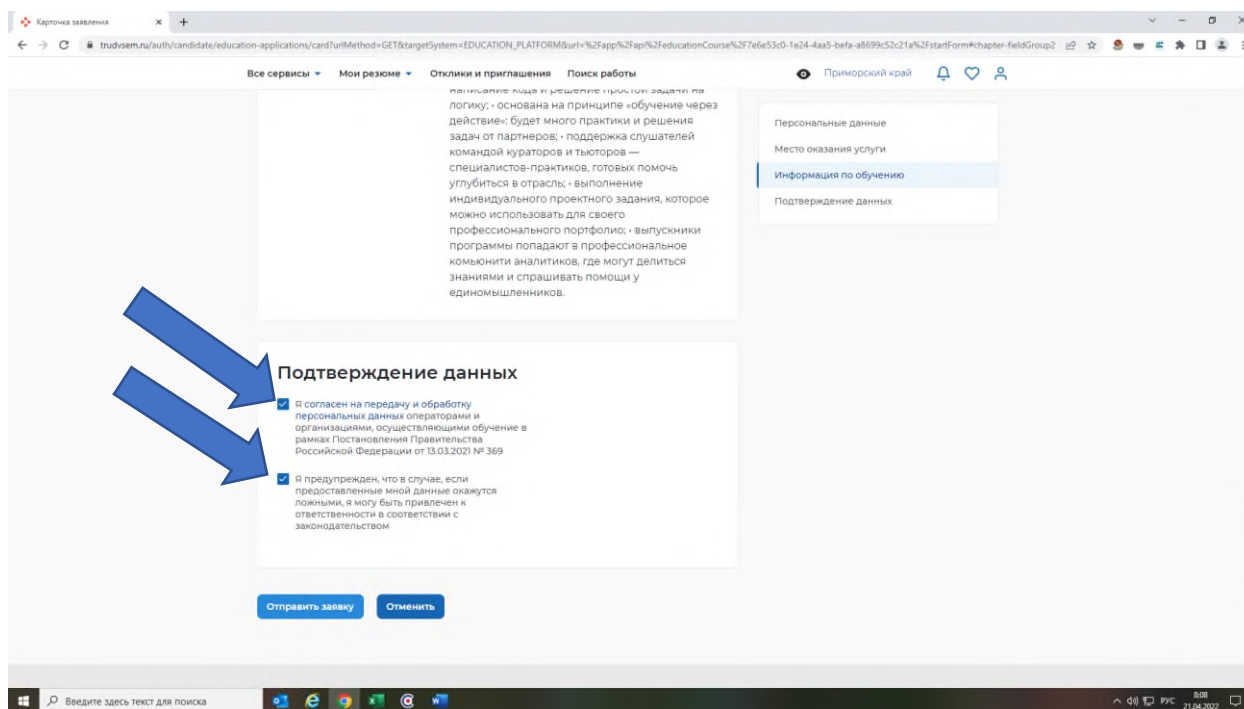 Карточка заявления
trudvsem.ru/auth/candidate/education-applications/card?urlMethod=GET&targetSystem=EDUCATION_PLATFORM&url=%2Fapp%2Fapi%2FeducationCourse%2F7e6e53c0-1e24-4aa5-befa-a8699c52c21a%2FstartForm#chapter-fieldGroup2
Все сервисы Мои резюме Отклики и приглашения Поиск работы Приморский край
написание кода и решение простой задачи на
логику; • основана на принципе «обучение через
действие»: будет много практики и решения
задач от партнеров; • поддержка слушателей
командой кураторов и тьюторов —
специалистов-практиков, готовых помочь
углубиться в отрасль; • выполнение
индивидуального проектного задания, которое
можно использовать для своего
профессионального портфолио; • выпускники
программы попадают в профессиональное
комьюнити аналитиков, где могут делиться
знаниями и спрашивать помощи у
единомышленников.
Персональные данные
Место оказания услуги
Информация по обучению
Подтверждение данных
Подтверждение данных
Я согласен на передачу и обработку
персональных данных операторами и
организациями, осуществляющими обучение в
рамках Постановления Правительства
Российской Федерации от 13.03.2021 № 369
Я предупрежден, что в случае, если
предоставленные мной данные окажутся
ложными, я могу быть привлечен к
ответственности в соответствии с
законодательством
Отправить заявку Отменить
Введите здесь текст для поиска
РУС
8:08
21.04.2022